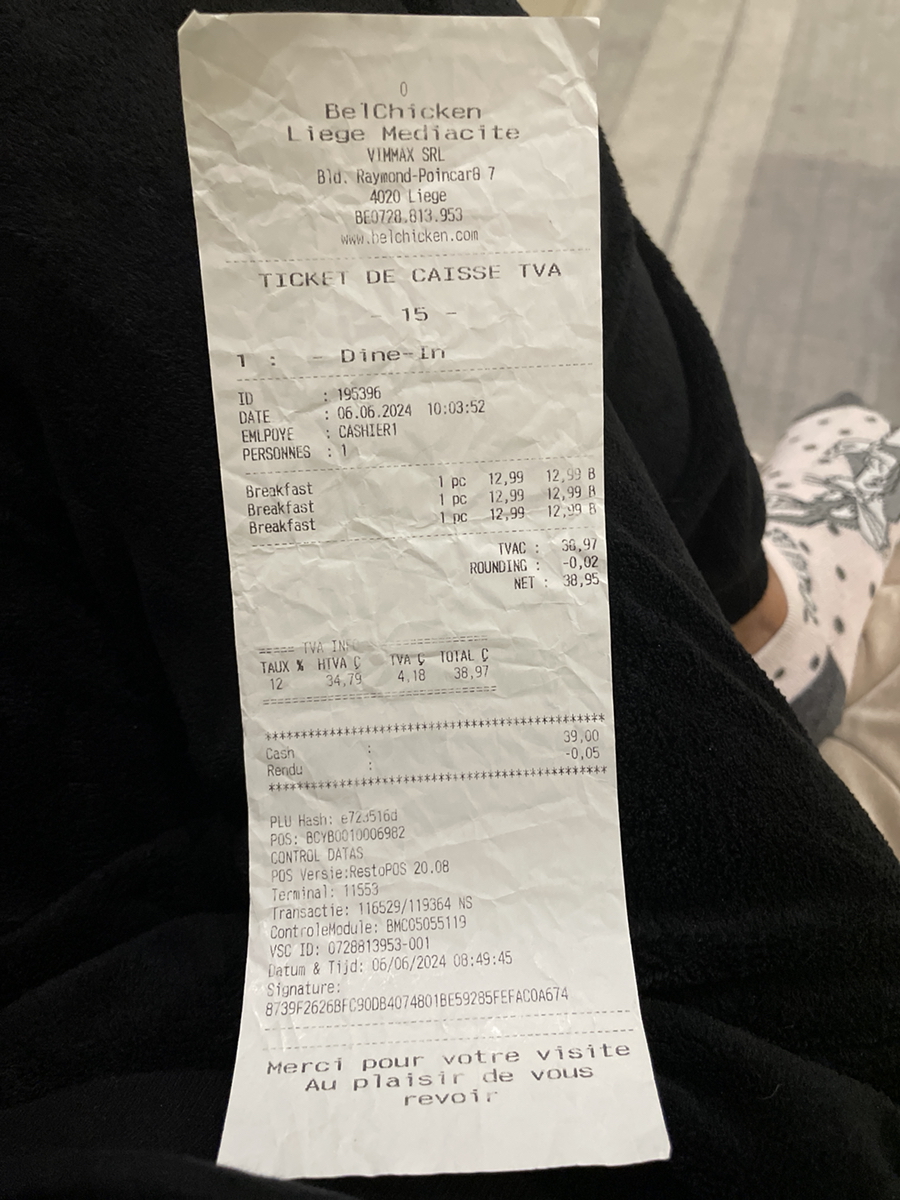 0
BelChicken
Liege Mediacite
VIMMAX SRL
Bld. Raymond-Poincar8 7
4020 Liege
BE0728.813.953
www.belchicken.com
TICKET DE CAISSE TVA
- 15 -
1 : - Dine-In
ID : 195396
DATE : 06.06.2024 10:03:52
EMLPOYE : CASHIER1
PERSONNES : 1
Breakfast 1 pc 12,99 12,99 B
Breakfast 1 pc 12,99 12,99 B
Breakfast 1 pc 12,99 12,99 B
TVAC : 38,97
ROUNDING : -0,02
NET : 38,95
===== TVA INFO ==================
TAUX % HTVA Ç TVA Ç TOTAL Ç
12 34,79 4,18 38,97
=================================
******************************************
Cash : 39,00
Rendu : -0,05
******************************************
PLU Hash: e723516d
POS: BCYB0010006982
CONTROL DATAS
POS Versie:RestoPOS 20.08
Terminal: 11553
Transactie: 116529/119364 NS
ControleModule: BMC05055119
VSC ID: 0728813953-001
Datum & Tijd: 06/06/2024 08:49:45
Signature:
8739F2626BFC90DB4074801BE59285FEFAC0A674
Merci pour votre visite
Au plaisir de vous
revoir